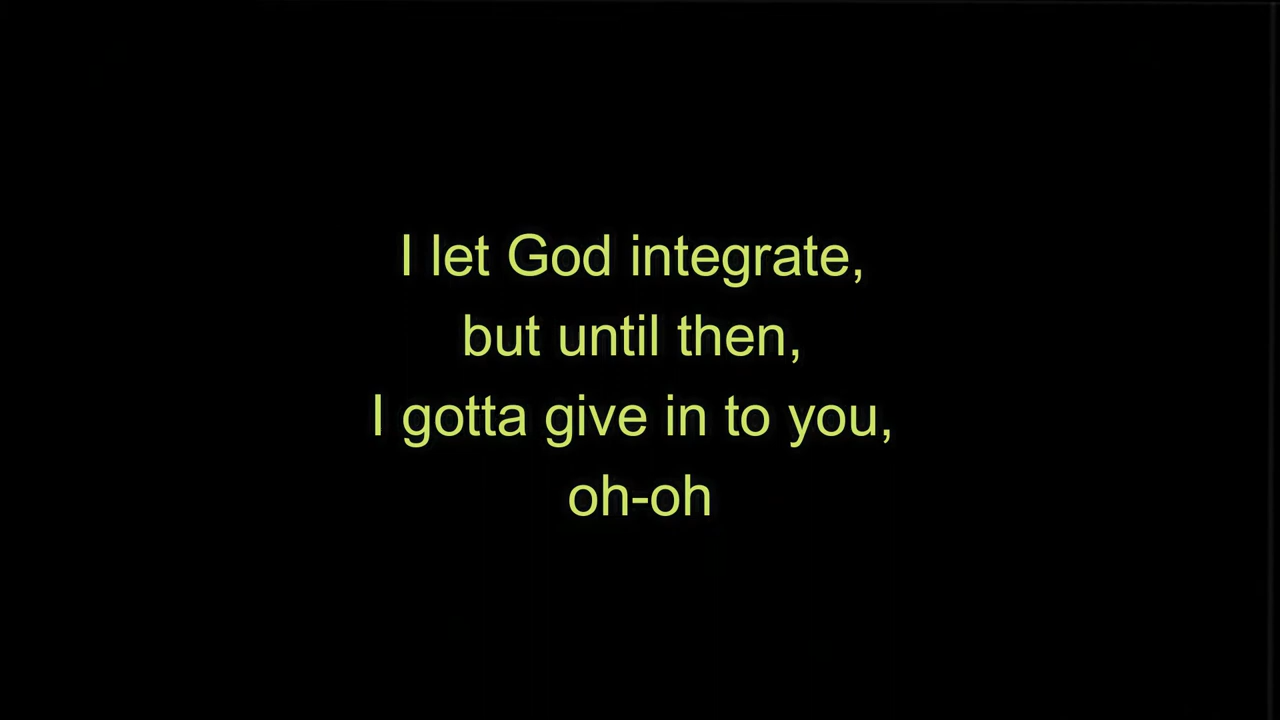 I let God integrate,
but until then,
I gotta give in to you,
oh-oh